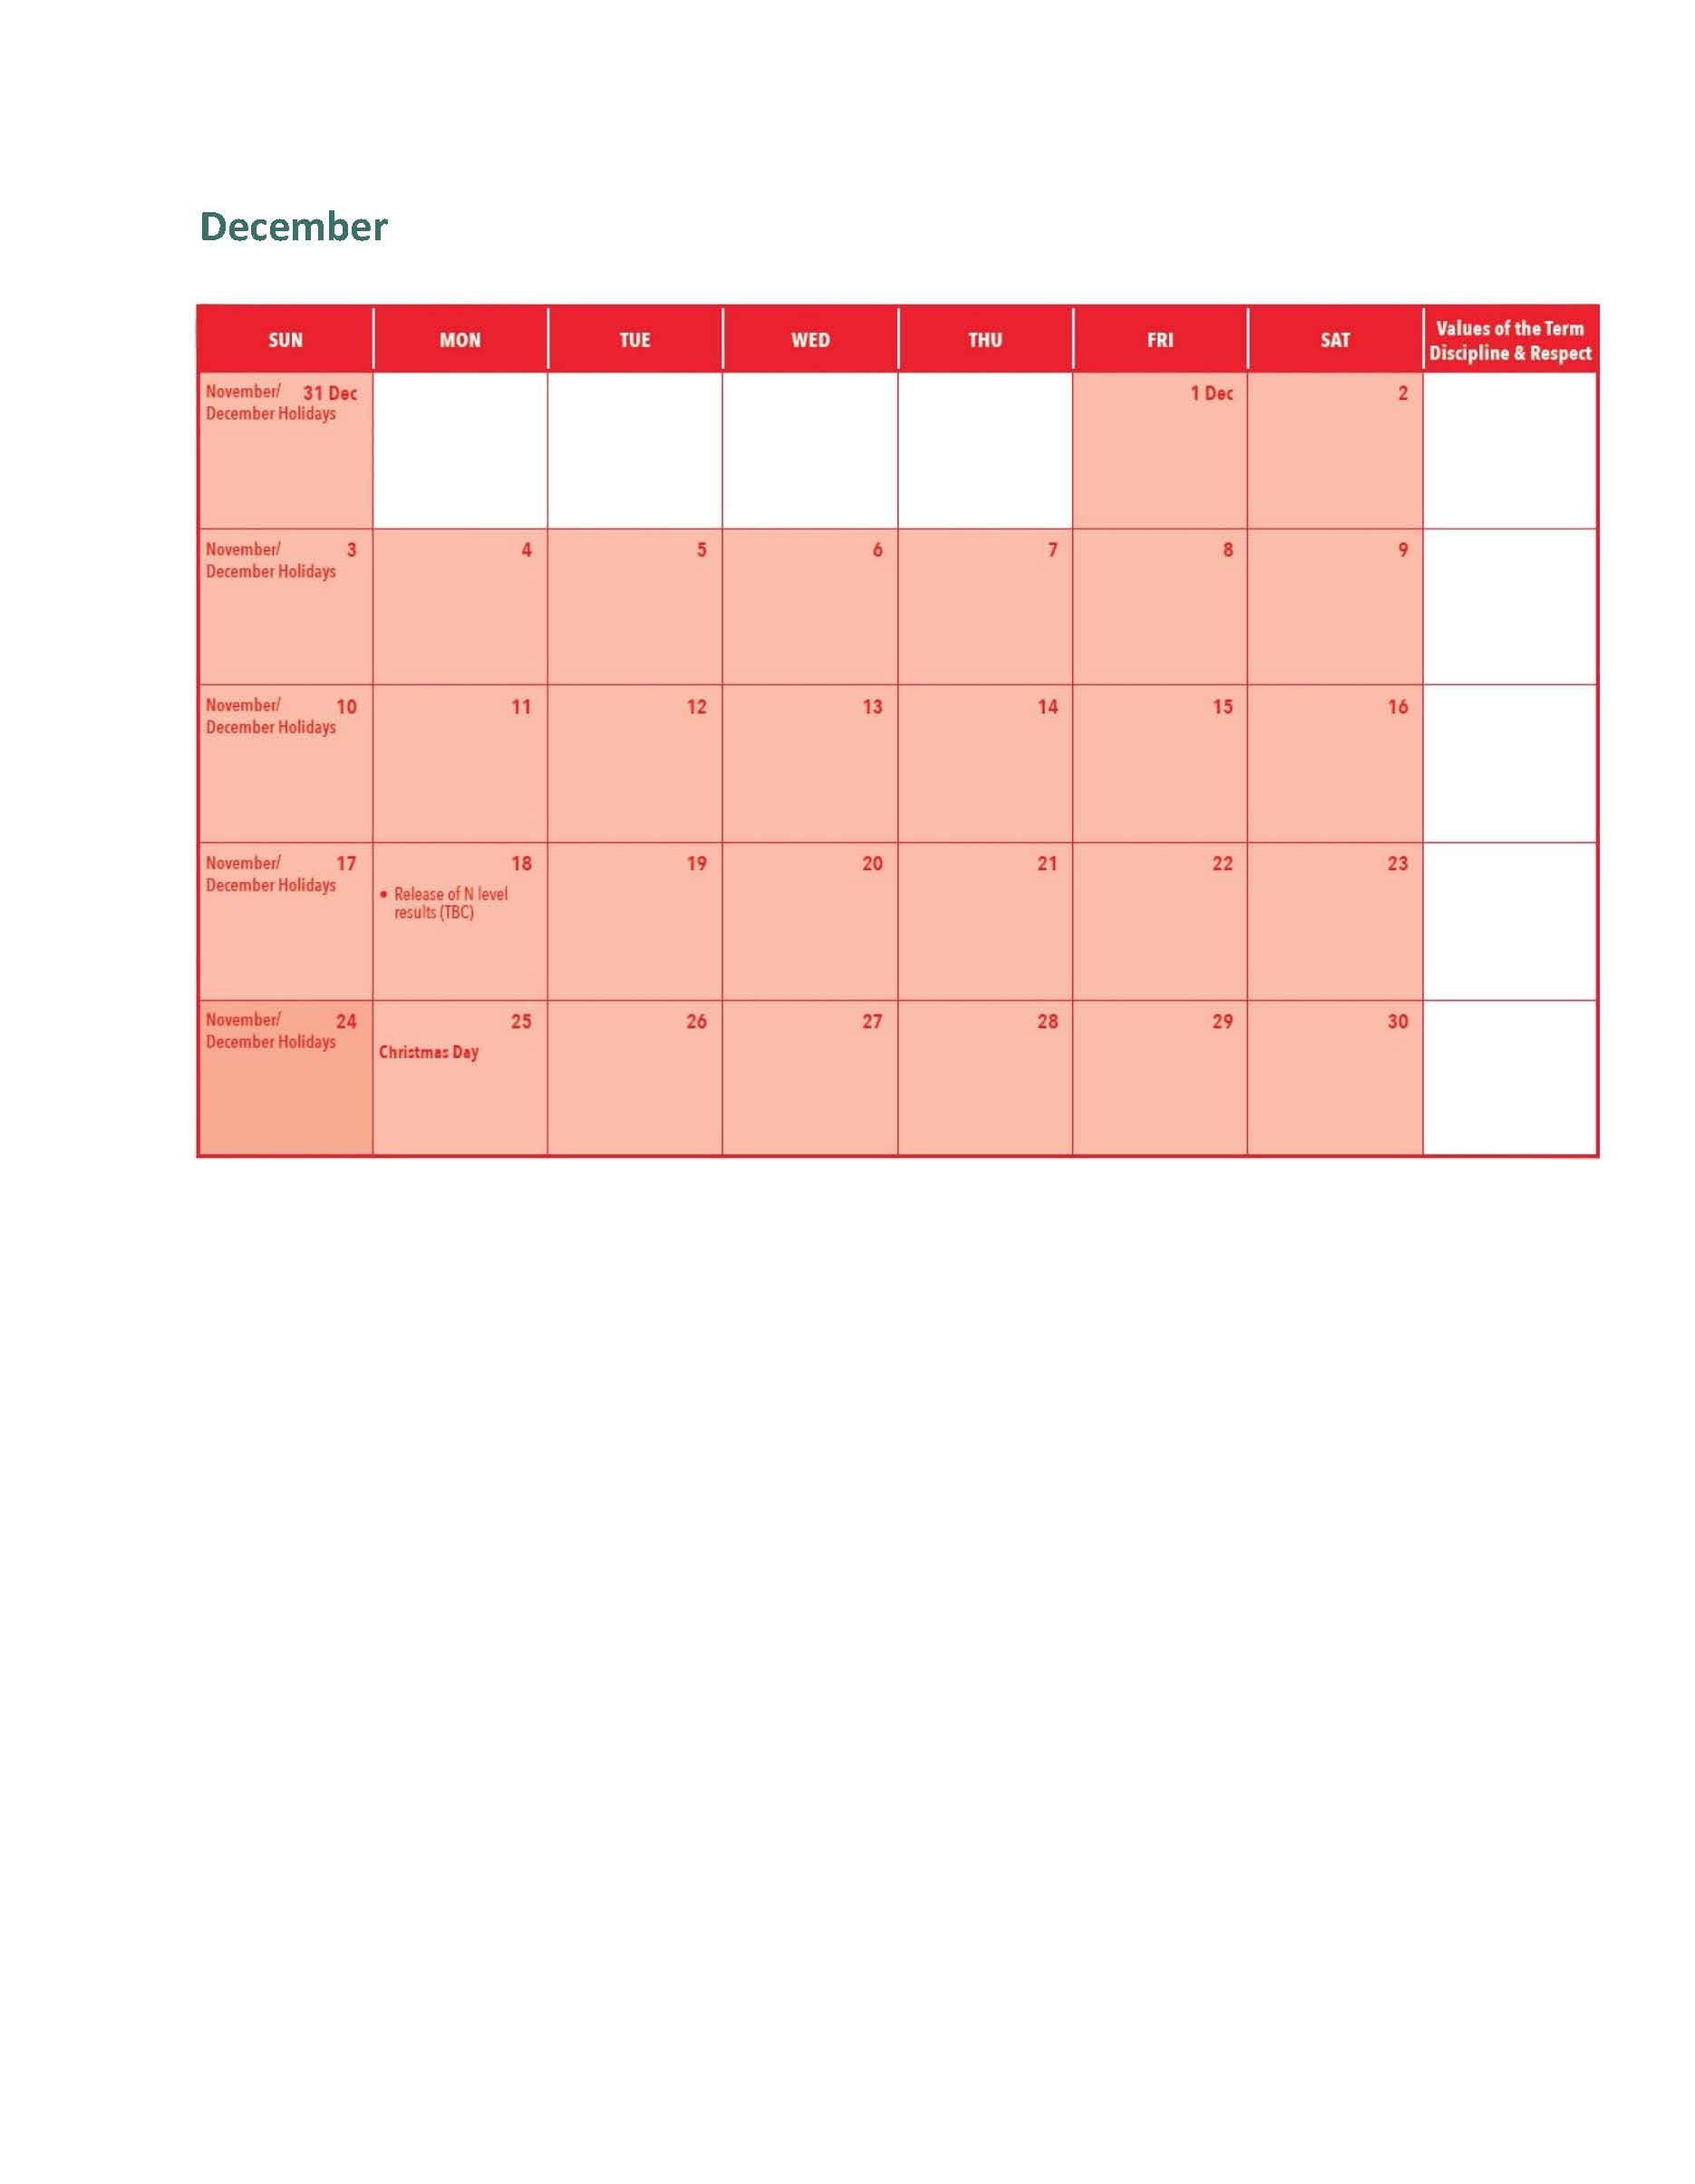 December
SUN MON TUE WED THU FRI SAT Values of the Term
Discipline & Respect
November/ 31 Dec 1 Dec 2
December Holidays
November/ 3 4 5 6 7 8 9
December Holidays
November/ 10 11 12 13 14 15 16
December Holidays
November/ 17 18 19 20 21 22 23
December Holidays
• Release of N level
results (TBC)
November/ 24 25 26 27 28 29 30
December Holidays
Christmas Day